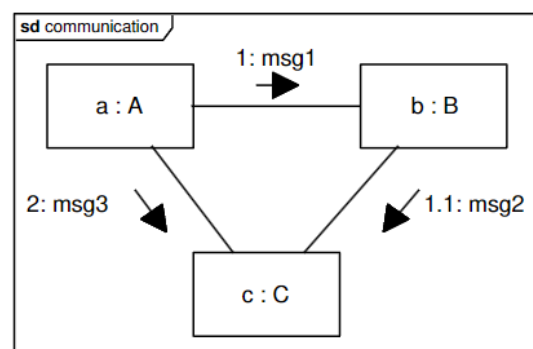 sd communication
1: msg1
a : A
b : B
2: msg3
1.1: msg2
c : C